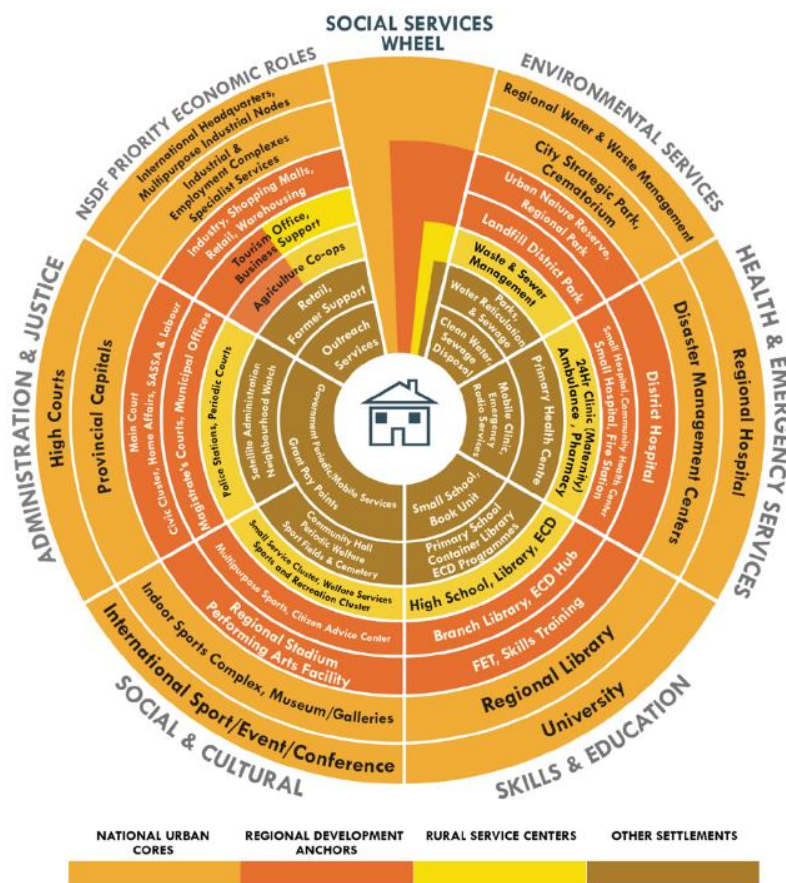 SOCIAL SERVICES
WHEEL
NSDF PRIORITY ECONOMIC ROLES
International Headquarters,
Multipurpose Industrial Nodes
Industrial &
Employment Complexes
Specialist Services
Industry, Shopping Malls,
Retail, Warehousing
Tourism Office,
Business Support
Agriculture Co-ops
Retail,
Farmer Support
Outreach
Services
ENVIRONMENTAL SERVICES
Regional Water & Waste Management
City Strategic Park,
Crematorium
Urban Nature Reserve,
Regional Park
Landfill District Park
Waste & Sewer
Management
Parks,
Water Reticulation
& Sewage
Clean Water,
Sewage
Disposal
HEALTH & EMERGENCY SERVICES
Regional Hospital
Disaster Management Centers
District Hospital
Small Hospital, Community Health Center
Small Hospital, Fire Station
24Hr Clinic (Maternity)
Ambulance , Pharmacy
Primary Health Centre
Mobile Clinic,
Emergency
Radio Services
SKILLS & EDUCATION
Small School,
Book Unit
Primary School
Container Library
ECD Programmes
High School, Library, ECD
Branch Library, ECD Hub
FET, Skills Training
Regional Library
University
SOCIAL & CULTURAL
Community Hall
Periodic Welfare
Sport Fields & Cemetery
Small Service Cluster, Welfare Services
Sports and Recreation Cluster
Multipurpose Sports, Citizen Advice Center
Regional Stadium
Performing Arts Facility
Indoor Sports Complex, Museum/Galleries
International Sport/Event/Conference
ADMINISTRATION & JUSTICE
High Courts
Provincial Capitals
Main Court
Civic Cluster, Home Affairs, SASSA & Labour
Magistrate's Courts, Municipal Offices
Police Stations, Periodic Courts
Satellite Administration
Neighbourhood Watch
Government Periodic/Mobile Services
Grant Pay Points
NATIONAL URBAN
CORES
REGIONAL DEVELOPMENT
ANCHORS
RURAL SERVICE CENTERS
OTHER SETTLEMENTS